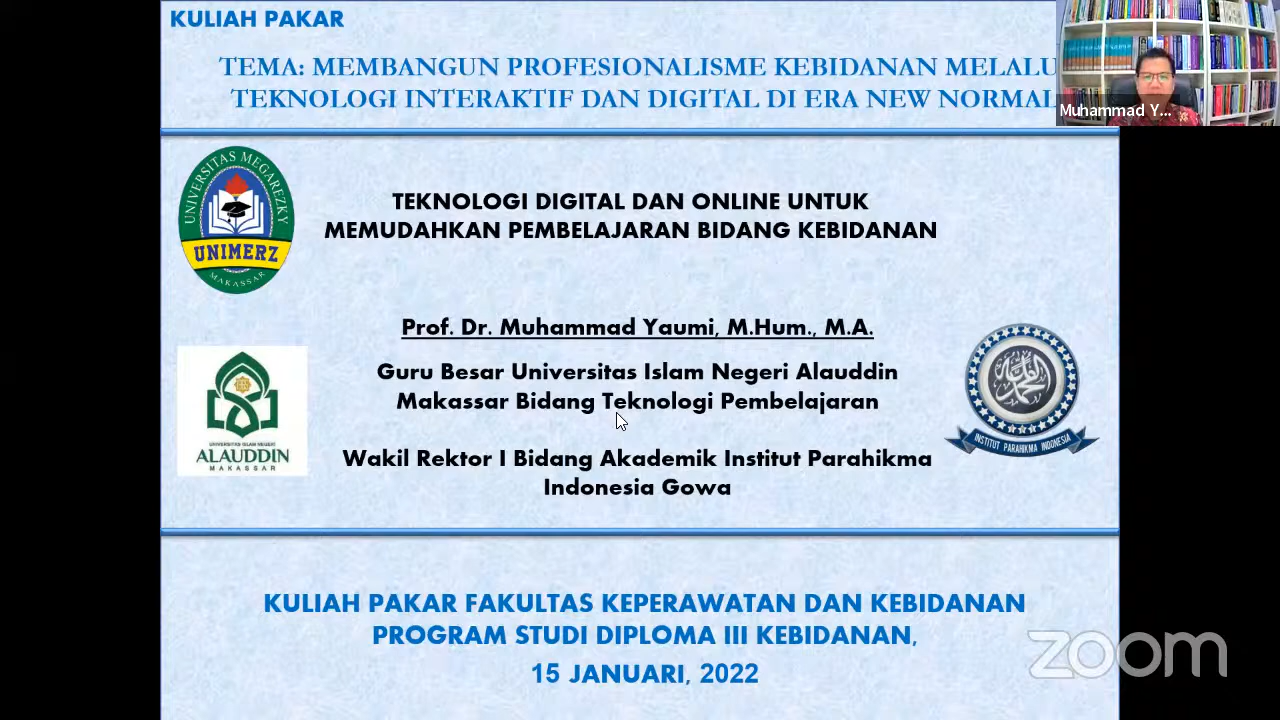 KULIAH PAKAR
TEMA: MEMBANGUN PROFESIONALISME KEBIDANAN MELALU
TEKNOLOGI INTERAKTIF DAN DIGITAL DI ERA NEW NORMAL
Muhammad Y...
UNIVERSITAS MEGAREZKY
UNIMERZ
MAKASSAR
TEKNOLOGI DIGITAL DAN ONLINE UNTUK
MEMUDAHKAN PEMBELAJARAN BIDANG KEBIDANAN
Prof. Dr. Muhammad Yaumi, M.Hum., M.A.
Guru Besar Universitas Islam Negeri Alauddin
Makassar Bidang Teknologi Pembelajaran
Wakil Rektor I Bidang Akademik Institut Parahikma
Indonesia Gowa
UNIVERSITAS ISLAM NEGERI
ALAUDDIN
MAKASSAR
INSTITUT PARAHIKMA INDONESIA
KULIAH PAKAR FAKULTAS KEPERAWATAN DAN KEBIDANAN
PROGRAM STUDI DIPLOMA III KEBIDANAN,
15 JANUARI, 2022
zoom